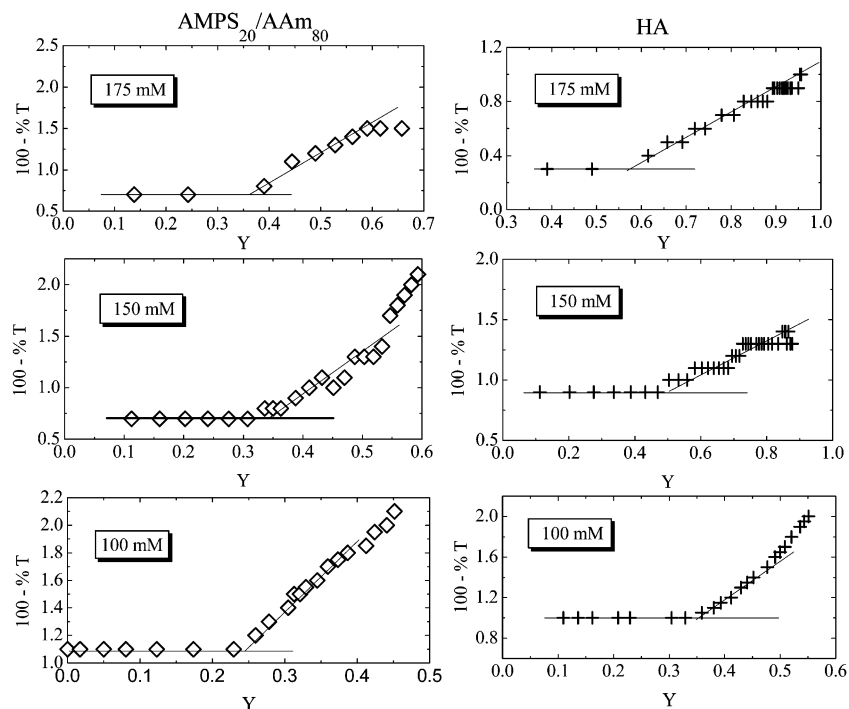 AMPS20/AAm80
HA
175 mM
100 - % T
2.5
2.0
1.5
1.0
0.5
0.0 0.1 0.2 0.3 0.4 0.5 0.6 0.7
Y
175 mM
100 - % T
1.2
0.9
0.6
0.3
0.0
0.3 0.4 0.5 0.6 0.7 0.8 0.9 1.0
Y
150 mM
100 - % T
2.0
1.5
1.0
0.5
0.0 0.1 0.2 0.3 0.4 0.5 0.6
Y
150 mM
100 - % T
2.0
1.5
1.0
0.5
0.0 0.2 0.4 0.6 0.8 1.0
Y
100 mM
100 - % T
2.2
2.0
1.8
1.6
1.4
1.2
1.0
0.0 0.1 0.2 0.3 0.4 0.5
Y
100 mM
100 - % T
2.0
1.6
1.2
0.8
0.0 0.1 0.2 0.3 0.4 0.5 0.6
Y